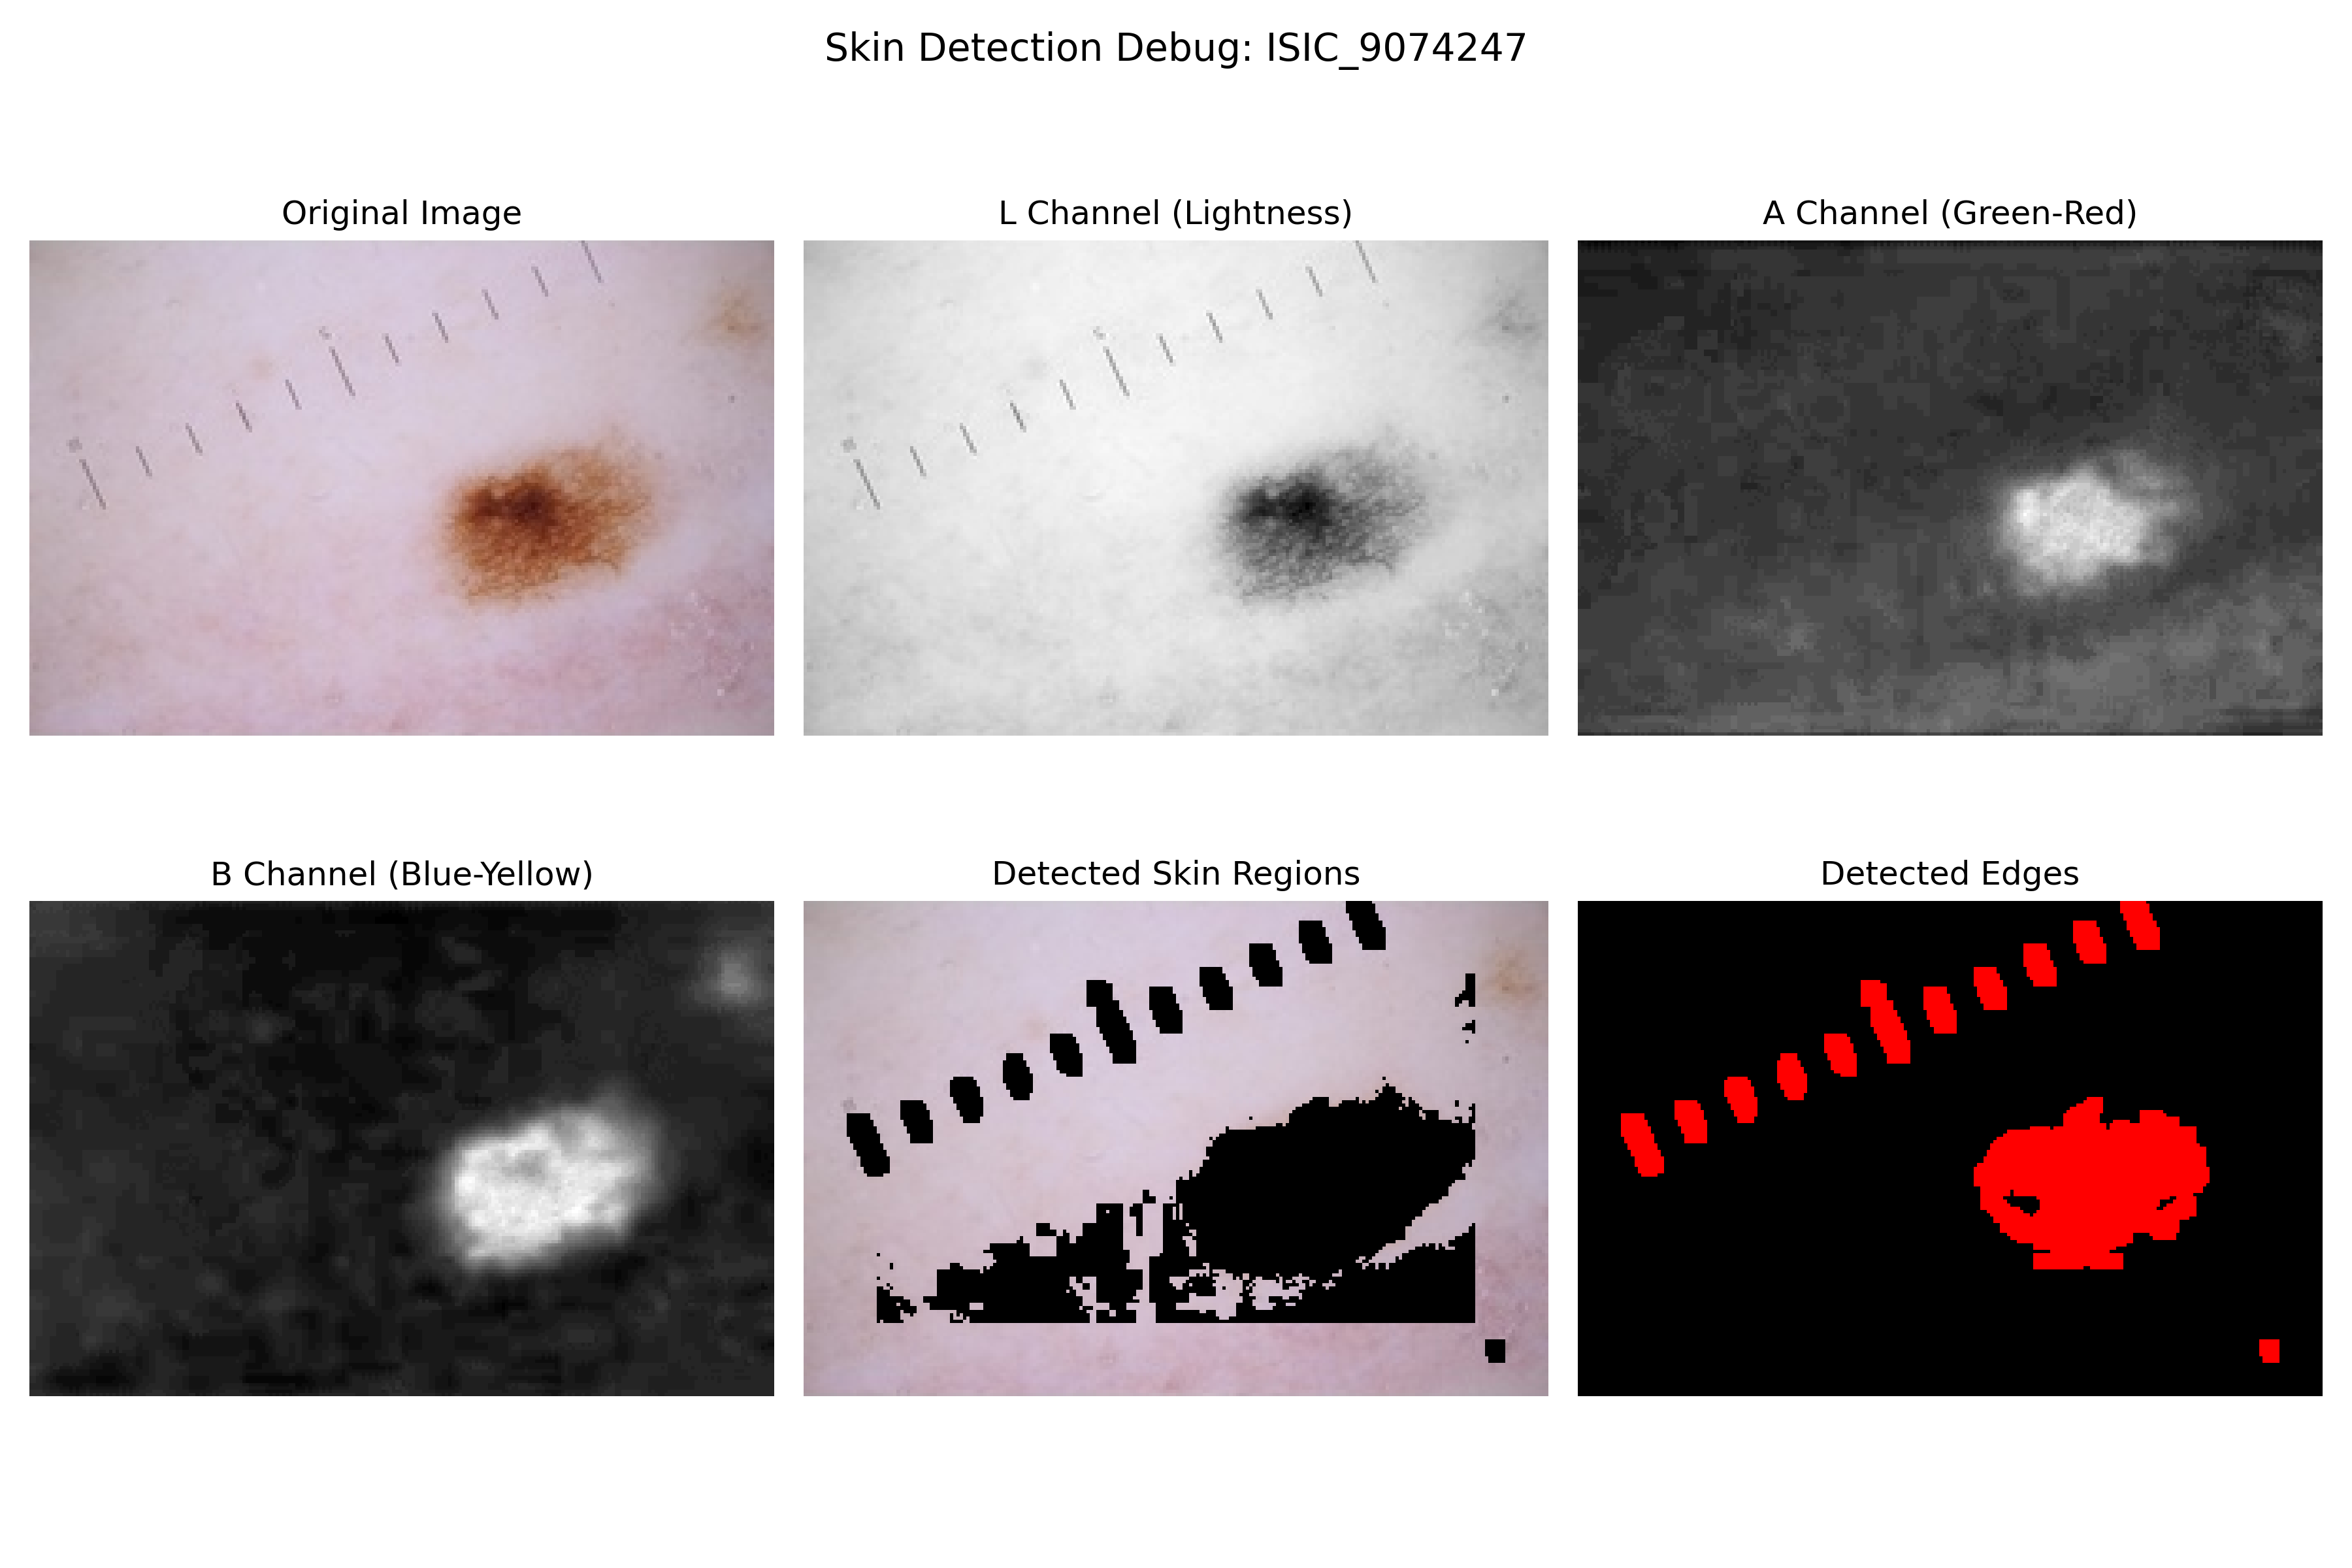 Skin Detection Debug: ISIC_9074247
Original Image
L Channel (Lightness)
A Channel (Green-Red)
B Channel (Blue-Yellow)
Detected Skin Regions
Detected Edges